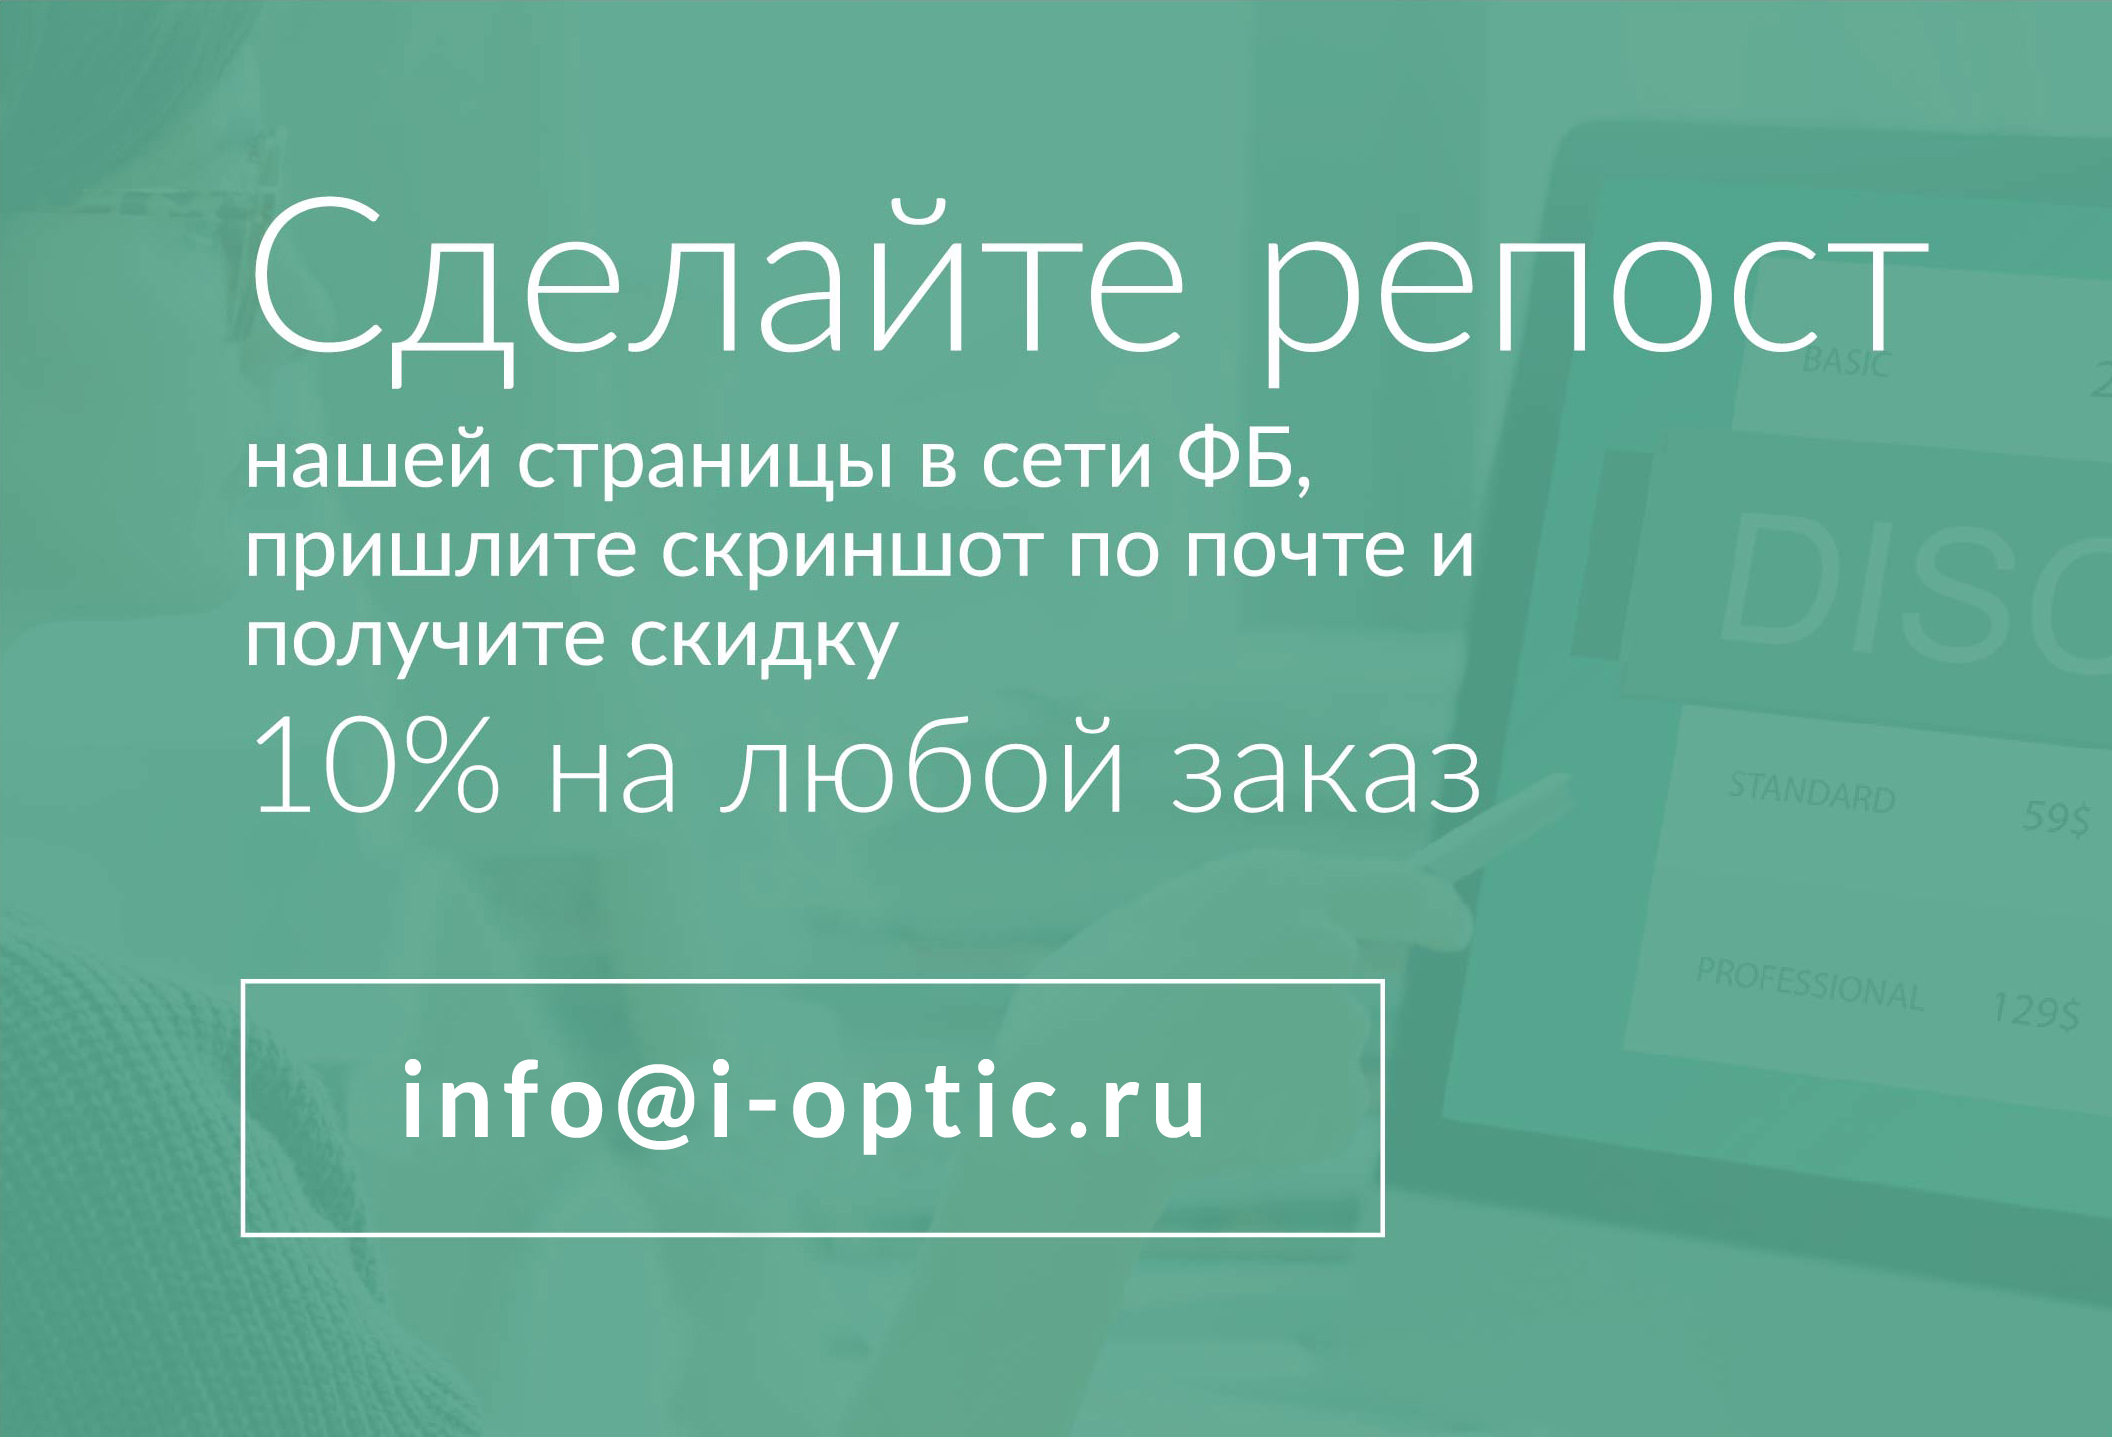 Сделайте репост
нашей страницы в сети ФБ,
пришлите скриншот по почте и
получите скидку
10% на любой заказ
info@i-optic.ru
BASIC
STANDARD 59$
PROFESSIONAL 129$